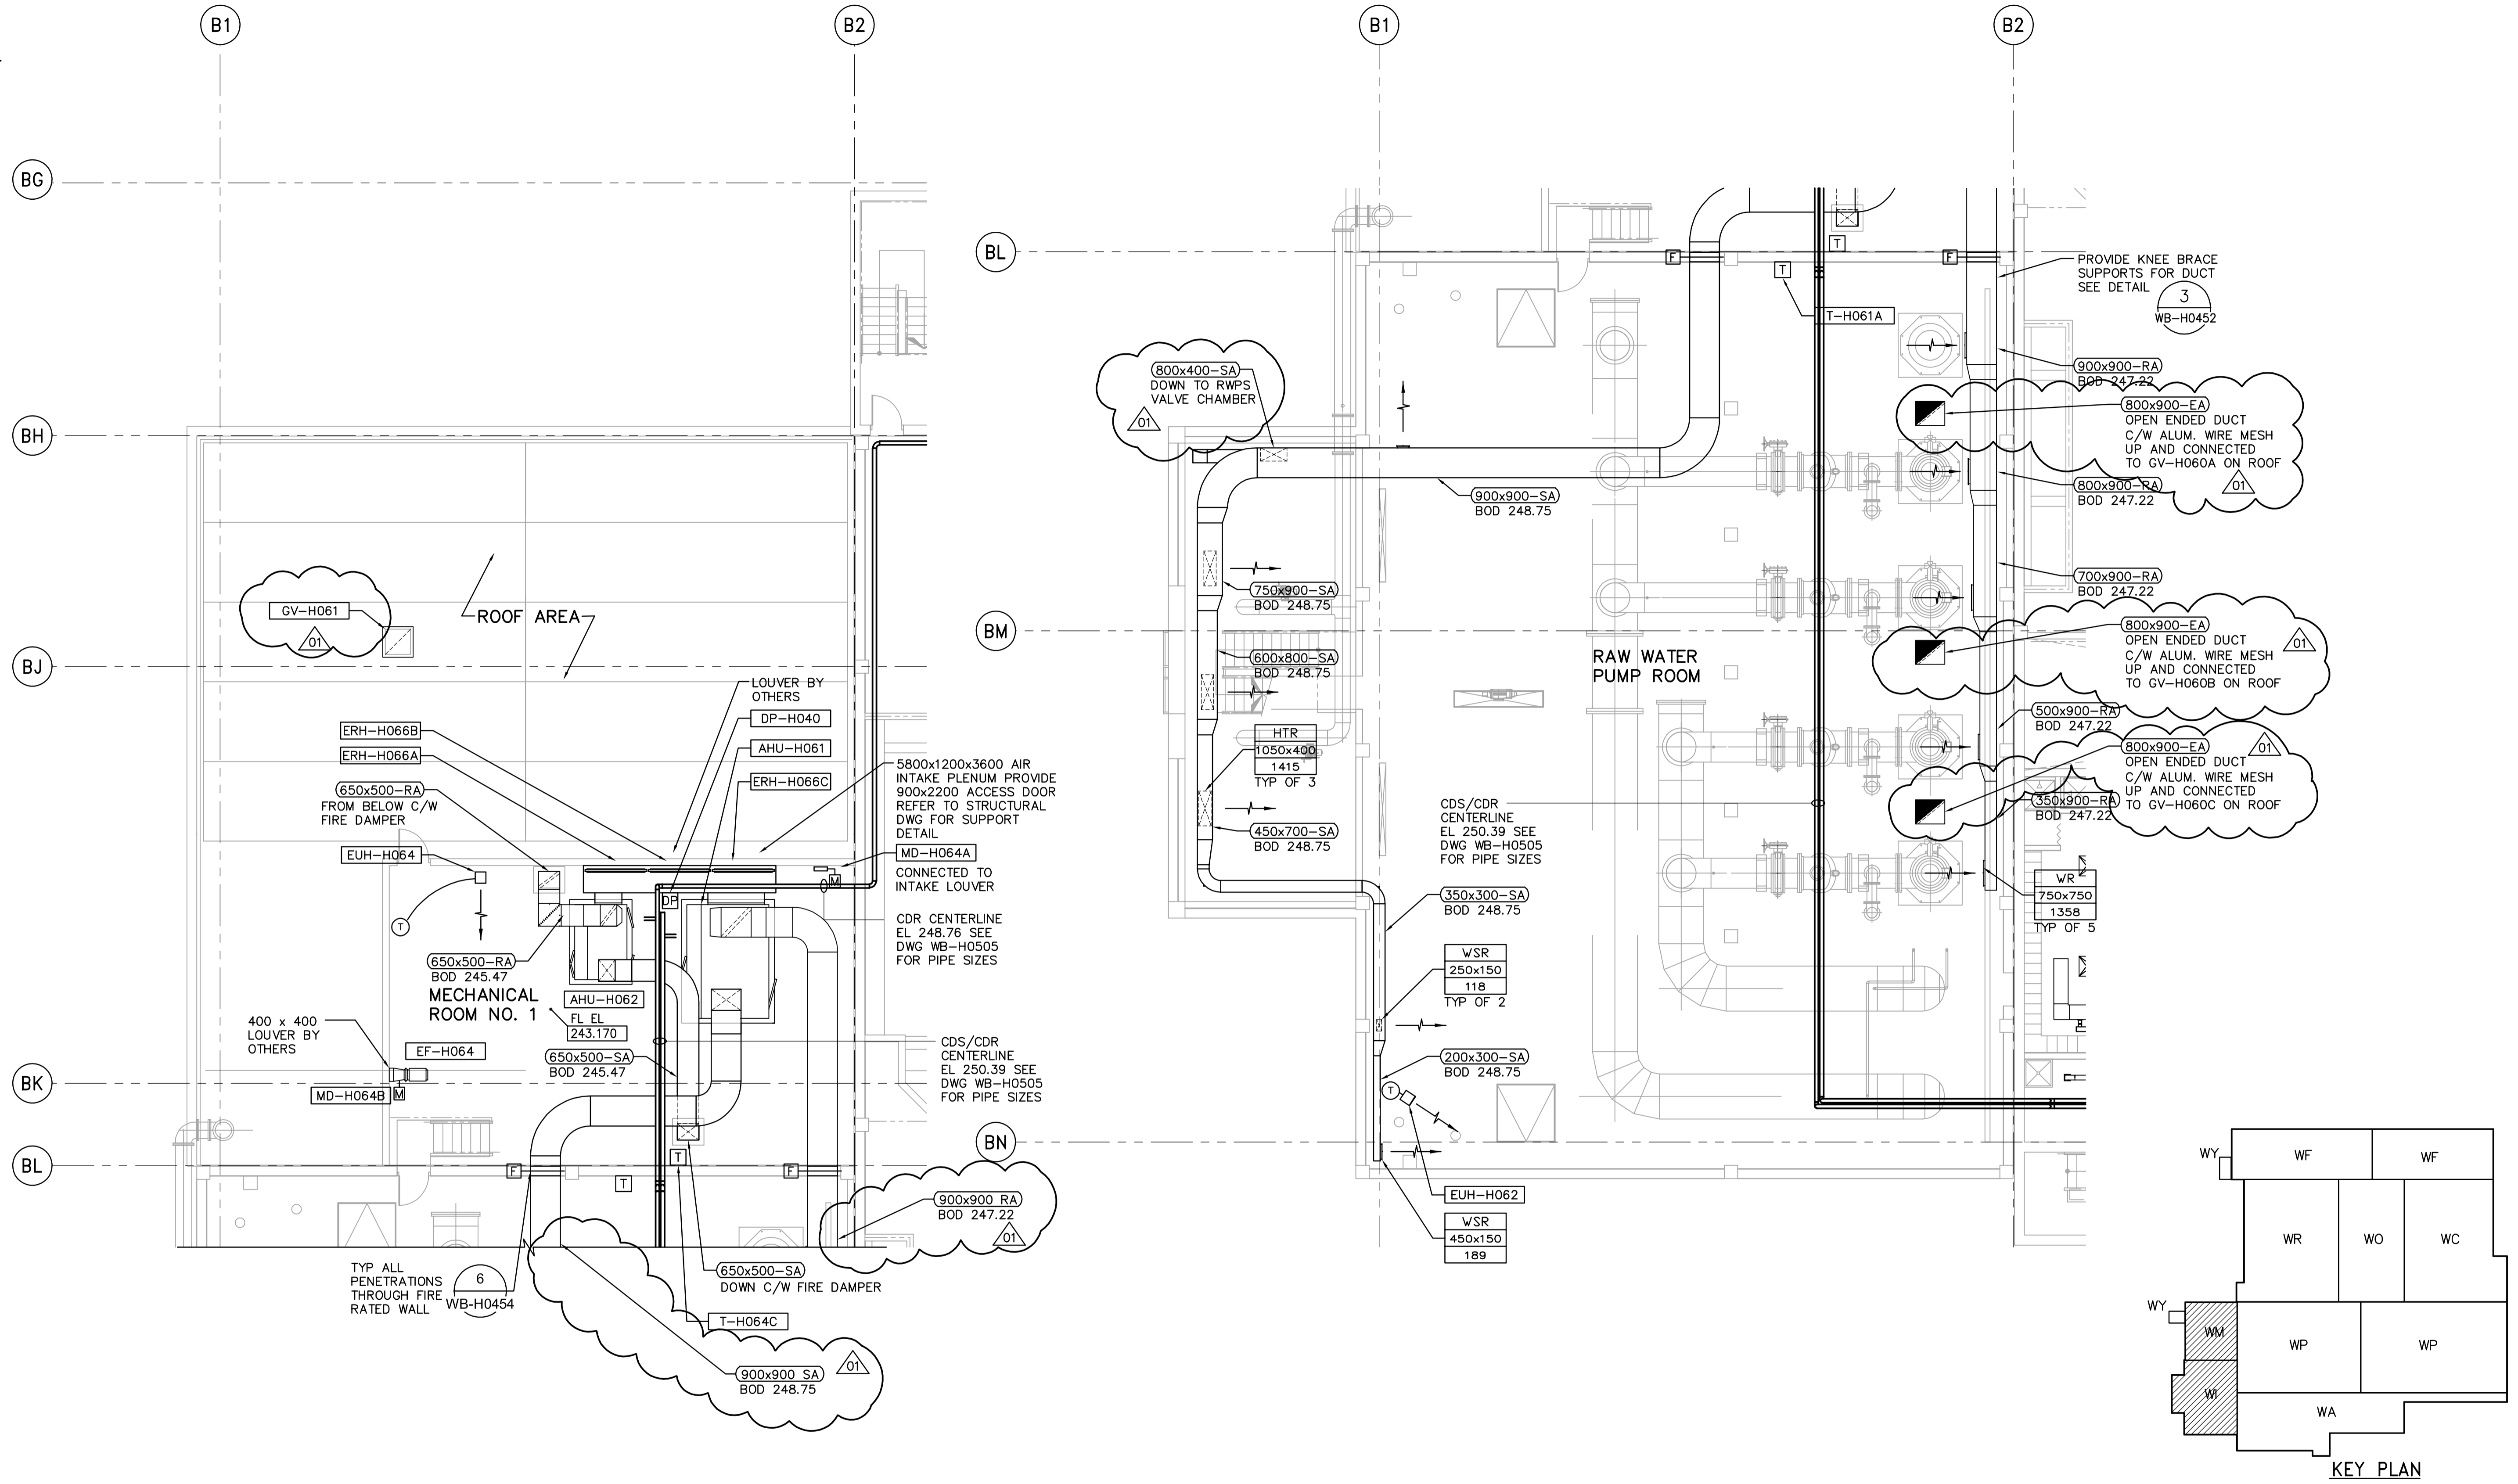 B1
B2
B1
B2
BG
BH
BJ
BK
BL
GV-H061
01
ROOF AREA
LOUVER BY
OTHERS
DP-H040
AHU-H061
ERH-H066C
ERH-H066B
ERH-H066A
650x500-RA
FROM BELOW C/W
FIRE DAMPER
EUH-H064
T
5800x1200x3600 AIR
INTAKE PLENUM PROVIDE
900x2200 ACCESS DOOR
REFER TO STRUCTURAL
DWG FOR SUPPORT
DETAIL
MD-H064A
CONNECTED TO
INTAKE LOUVER
M
DP
CDR CENTERLINE
EL 248.76 SEE
DWG WB-H0505
FOR PIPE SIZES
650x500-RA
BOD 245.47
MECHANICAL
ROOM NO. 1
AHU-H062
FL EL
243.170
400 x 400
LOUVER BY
OTHERS
EF-H064
MD-H064B
M
650x500-SA
BOD 245.47
CDS/CDR
CENTERLINE
EL 250.39 SEE
DWG WB-H0505
FOR PIPE SIZES
F
T
T
F
900x900 RA
BOD 247.22
01
TYP ALL
PENETRATIONS
THROUGH FIRE
RATED WALL
6
WB-H0454
650x500-SA
DOWN C/W FIRE DAMPER
T-H064C
900x900 SA
BOD 248.75
01
BL
BM
BN
F
T
T
F
T-H061A
PROVIDE KNEE BRACE
SUPPORTS FOR DUCT
SEE DETAIL
3
WB-H0452
800x400-SA
DOWN TO RWPS
VALVE CHAMBER
01
900x900-SA
BOD 248.75
750x900-SA
BOD 248.75
600x800-SA
BOD 248.75
HTR
1050x400
1415
TYP OF 3
450x700-SA
BOD 248.75
RAW WATER
PUMP ROOM
CDS/CDR
CENTERLINE
EL 250.39 SEE
DWG WB-H0505
FOR PIPE SIZES
350x300-SA
BOD 248.75
WSR
250x150
118
TYP OF 2
200x300-SA
BOD 248.75
T
EUH-H062
WSR
450x150
189
900x900-RA
BOD 247.22
800x900-EA
OPEN ENDED DUCT
C/W ALUM. WIRE MESH
UP AND CONNECTED
TO GV-H060A ON ROOF
01
800x900-RA
BOD 247.22
700x900-RA
BOD 247.22
800x900-EA
OPEN ENDED DUCT
C/W ALUM. WIRE MESH
UP AND CONNECTED
TO GV-H060B ON ROOF
01
500x900-RA
BOD 247.22
800x900-EA
OPEN ENDED DUCT
C/W ALUM. WIRE MESH
UP AND CONNECTED
TO GV-H060C ON ROOF
01
350x900-RA
BOD 247.22
WR
750x750
1358
TYP OF 5
WY
WF
WF
WR
WO
WC
WY
WM
WP
WP
WI
WA
KEY PLAN